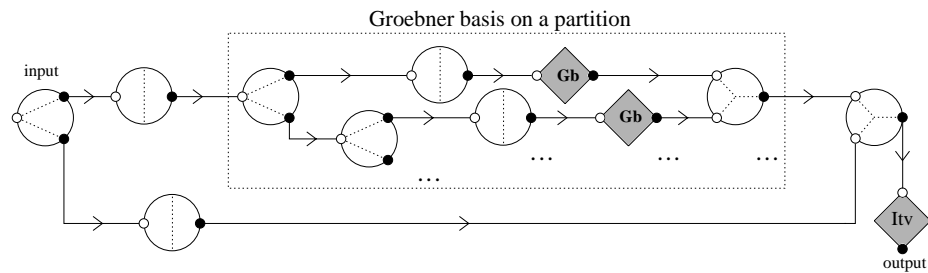 Groebner basis on a partition
input
Gb
Gb
...
...
...
...
Itv
output